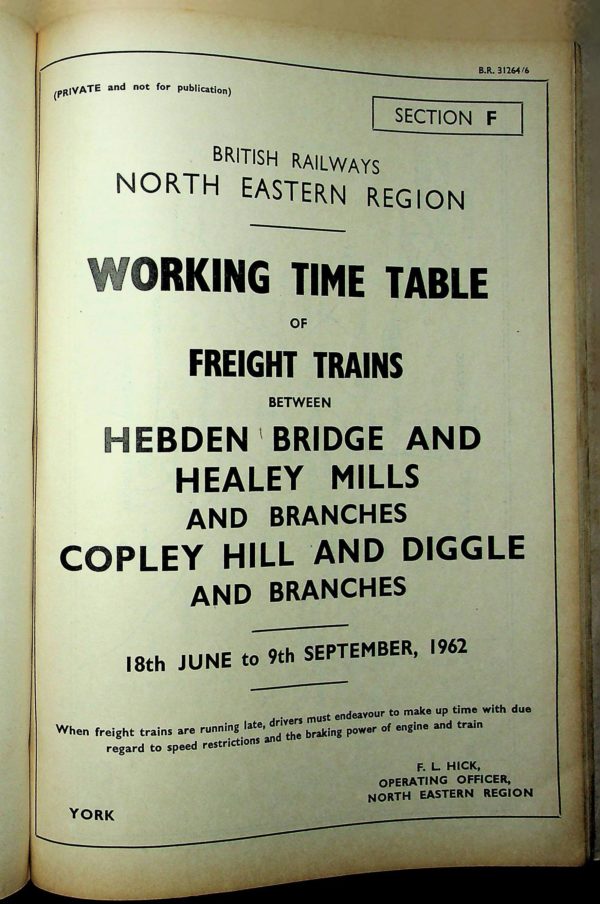 B.R. 31264/6
(PRIVATE and not for publication)
SECTION F
BRITISH RAILWAYS
NORTH EASTERN REGION
WORKING TIME TABLE
OF
FREIGHT TRAINS
BETWEEN
HEBDEN BRIDGE AND
HEALEY MILLS
AND BRANCHES
COPLEY HILL AND DIGGLE
AND BRANCHES
18th JUNE to 9th SEPTEMBER, 1962
When freight trains are running late, drivers must endeavour to make up time with due
regard to speed restrictions and the braking power of engine and train
F. L. HICK,
OPERATING OFFICER,
NORTH EASTERN REGION
YORK